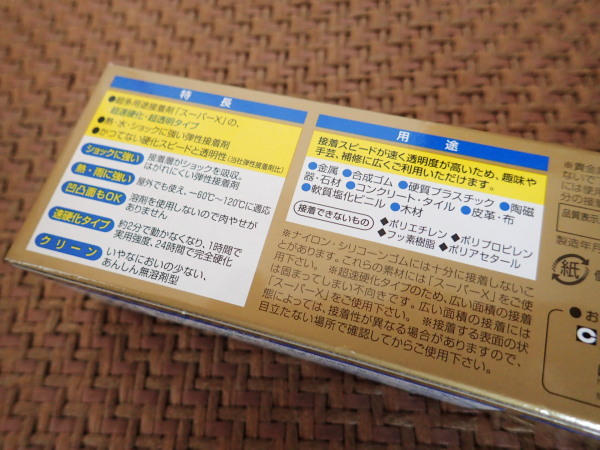 特長
●超多用途接着剤「スーパーX」の、
超速硬化・超透明タイプ
●熱・水・ショックに強い弾性接着剤
●かつてない硬化スピードと透明性(当社弾性接着剤比)
ショックに強い 接着層がショックを吸収。
はがれにくい弾性接着剤
熱・雨に強い 屋外でも使え、−60℃〜120℃に適応
凹凸面もOK 溶剤を使用しないので肉やせが
ありません
速硬化タイプ 約2分で動かなくなり、1時間で
実用強度、24時間で完全硬化
クリーン いやなにおいの少ない、
あんしん無溶剤型
用途
接着スピードが速く透明度が高いため、趣味や
手芸、補修に広くご利用いただけます。
●金属 ●合成ゴム ●硬質プラスチック ●陶磁
器・石材 ●コンクリート・タイル ●皮革・布
●軟質塩化ビニル ●木材
接着できないもの ◆ポリエチレン ◆ポリプロピレン
◆フッ素樹脂 ◆ポリアセタール
※ナイロン・シリコーンゴムには十分に接着しないこ
とがあります。これらの素材には「スーパーX」をご使
用下さい。 ※超速硬化タイプのため、広い面積の接着に
は固まってしまい不向きです。広い面積の接着には
「スーパーX」をご使用下さい。 ※接着する表面の状
態によっては、接着性が異なる場合がありますので、
目立たない場所で確認してからご使用下さい。
には使用
分の接着
品質表示
製造年月
紙
●お
C